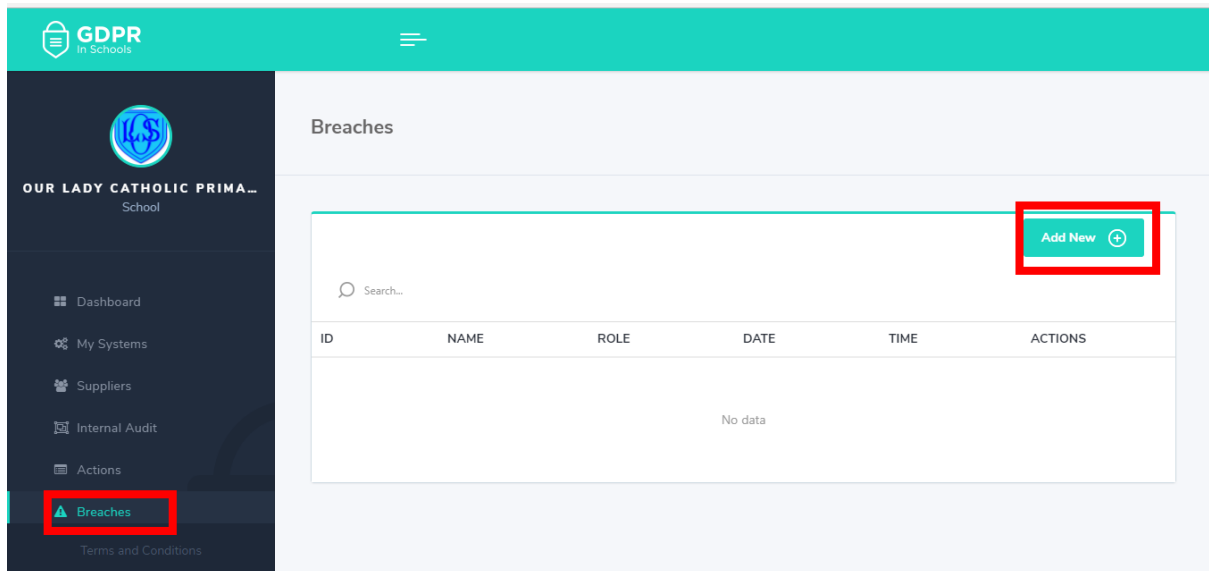 GDPR
In Schools
OUR LADY CATHOLIC PRIMA...
School
Dashboard
My Systems
Suppliers
Internal Audit
Actions
Breaches
Terms and Conditions
Breaches
Add New
Search...
ID NAME ROLE DATE TIME ACTIONS
No data